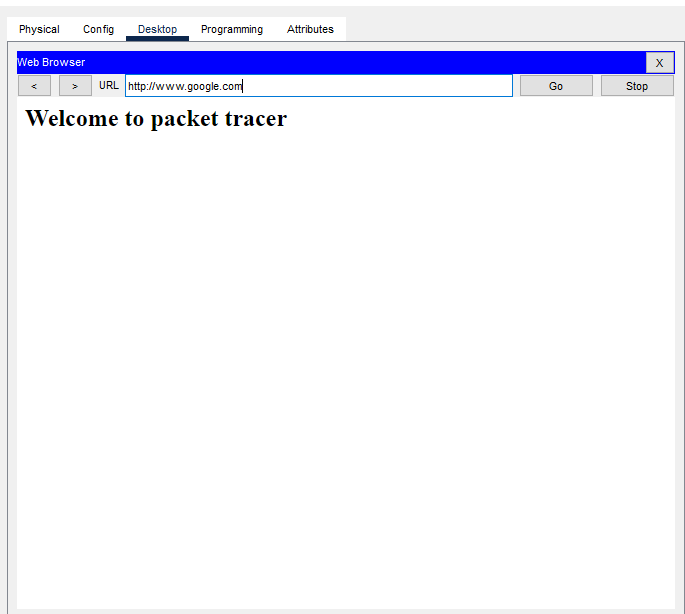 Physical Config Desktop Programming Attributes
Web Browser X
< > URL http://www.google.com Go Stop
Welcome to packet tracer